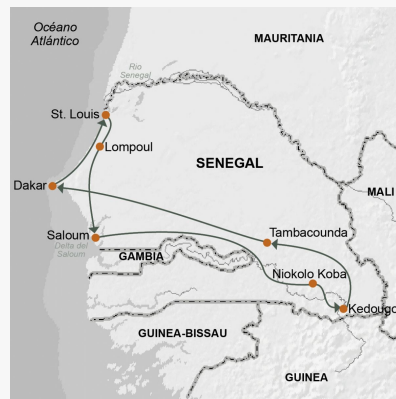 Océano
Atlántico
MAURITANIA
Rio
Senegal
St. Louis
Lompoul
SENEGAL
Dakar
MALI
Saloum
Delta del
Saloum
Tambacounda
GAMBIA
Niokolo Koba
Kedougo
GUINEA-BISSAU
GUINEA